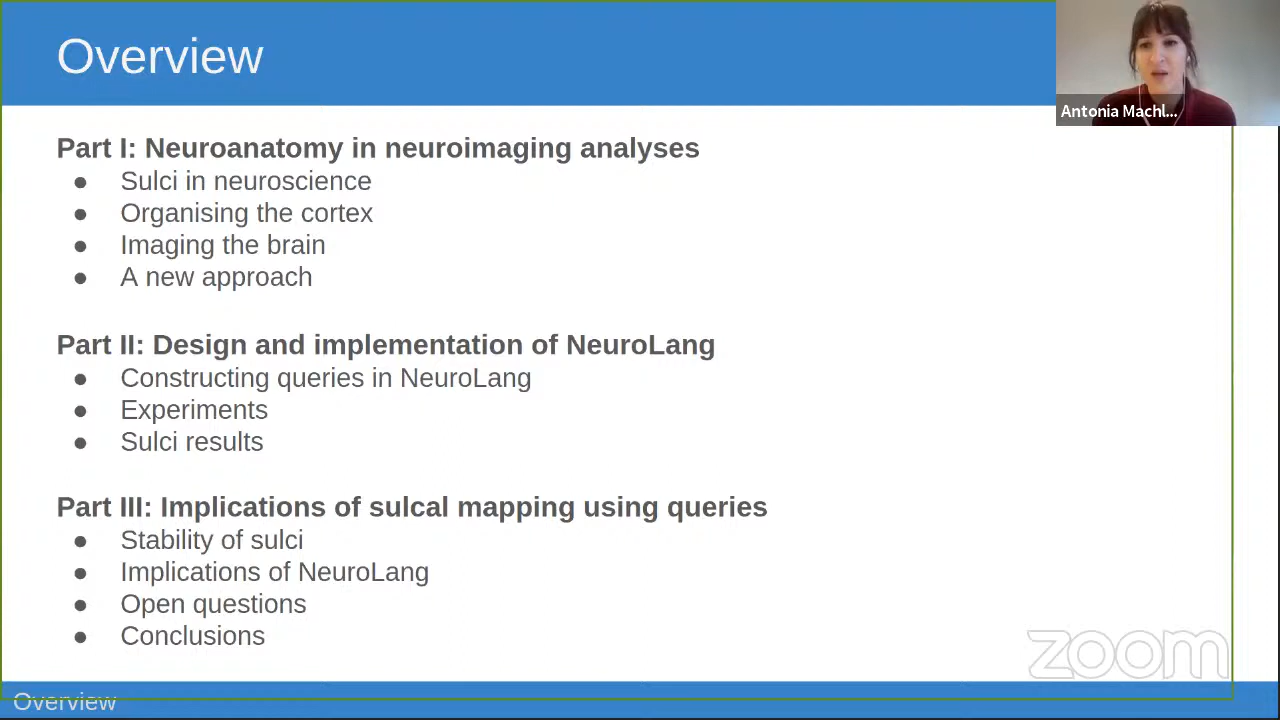 Overview
Antonia Machl...
Part I: Neuroanatomy in neuroimaging analyses
● Sulci in neuroscience
● Organising the cortex
● Imaging the brain
● A new approach
Part II: Design and implementation of NeuroLang
● Constructing queries in NeuroLang
● Experiments
● Sulci results
Part III: Implications of sulcal mapping using queries
● Stability of sulci
● Implications of NeuroLang
● Open questions
● Conclusions
zoom
Overview